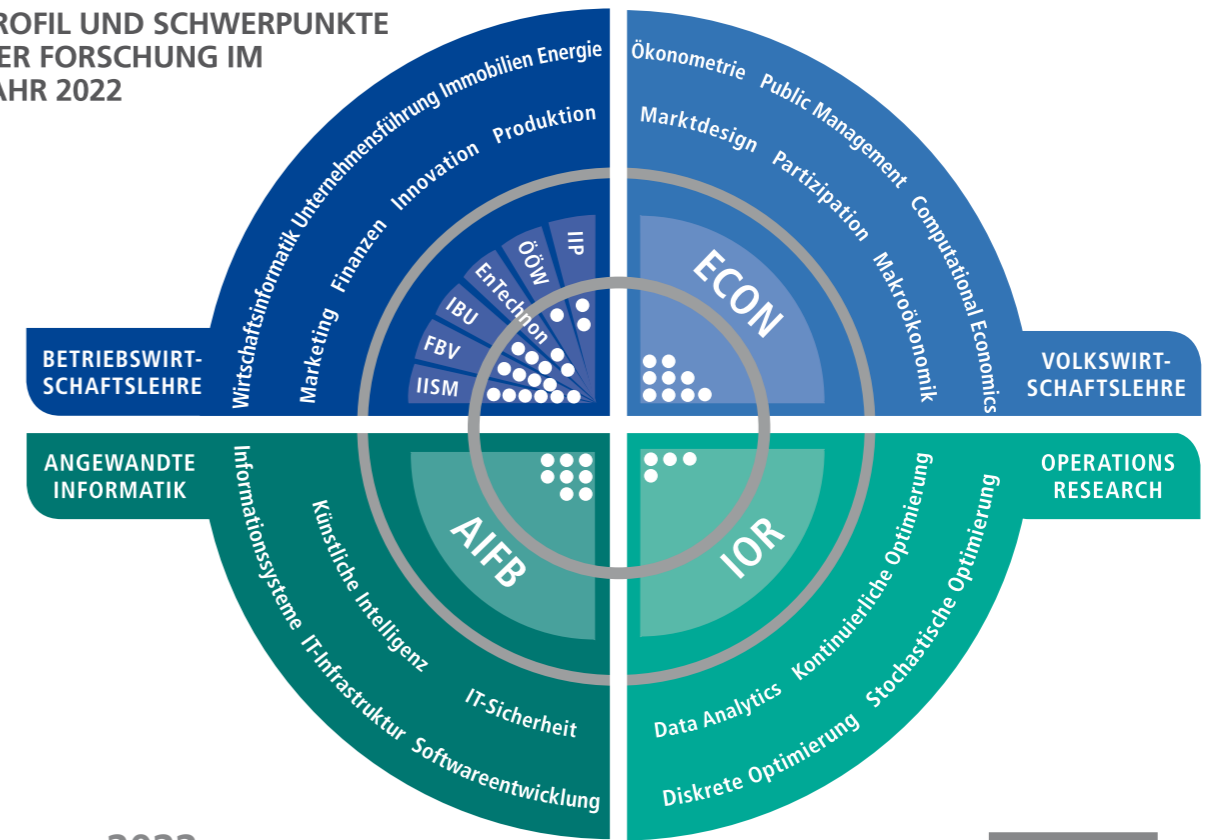 ROFIL UND SCHWERPUNKTE
ER FORSCHUNG IM
AHR 2022
Wirtschaftsinformatik Unternehmensführung Immobilien Energie
Marketing Finanzen Innovation Produktion
IISM
FBV
IBU
EnTechnon
ÖÖW
IIP
BETRIEBSWIRT-
SCHAFTSLEHRE
Ökonometrie Public Management Computational Economics
Marktdesign Partizipation Makroökonomik
ECON
VOLKSWIRT-
SCHAFTSLEHRE
ANGEWANDTE
INFORMATIK
AIFB
Künstliche Intelligenz IT-Sicherheit
Informationssysteme IT-Infrastruktur Softwareentwicklung
OPERATIONS
RESEARCH
IOR
Data Analytics Kontinuierliche Optimierung
Diskrete Optimierung Stochastische Optimierung